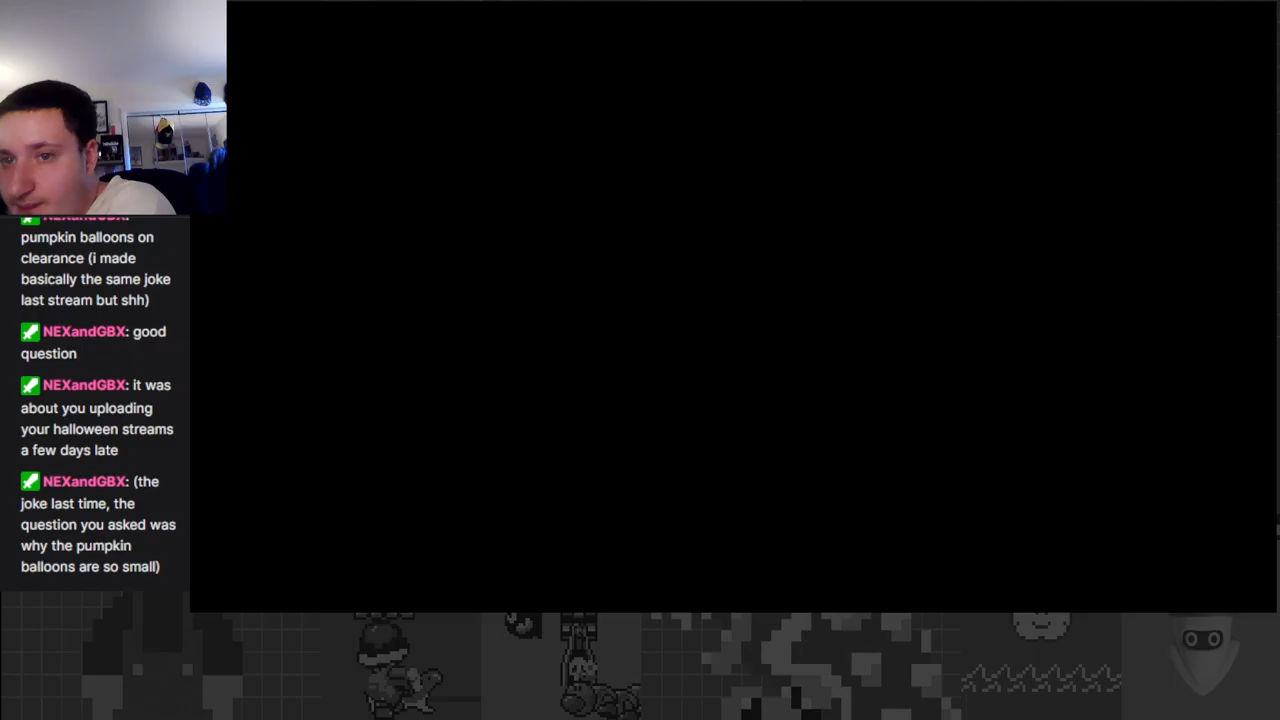 NEXandGBX:
pumpkin balloons on
clearance (i made
basically the same joke
last stream but shh)
NEXandGBX: good
question
NEXandGBX: it was
about you uploading
your halloween streams
a few days late
NEXandGBX: (the
joke last time, the
question you asked was
why the pumpkin
balloons are so small)